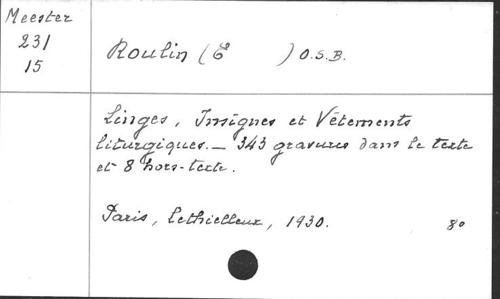 Meester
231
15
Roulin (E ) O.S.B.
Linges, Insignes et Vêtements
liturgiques. _ 343 gravures dans le texte
et 8 hors-texte.
Paris, Lethielleux, 1930. 8o